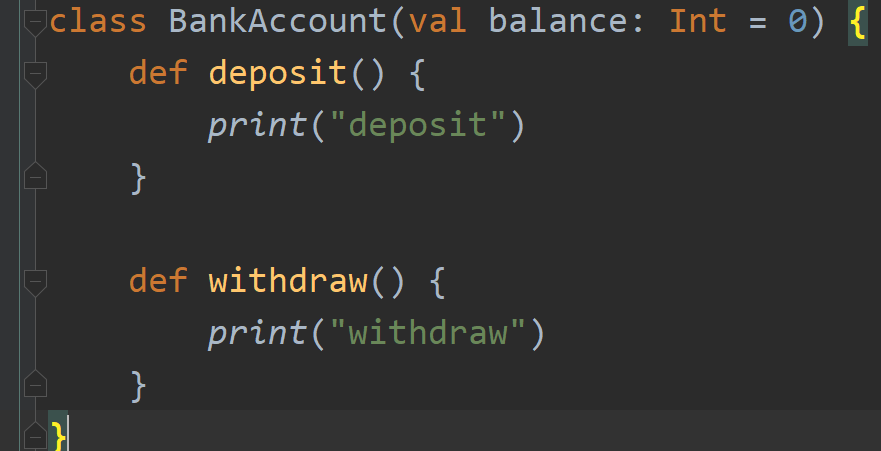 class BankAccount(val balance: Int = 0) {
    def deposit() {
        print("deposit")
    }

    def withdraw() {
        print("withdraw")
    }
}